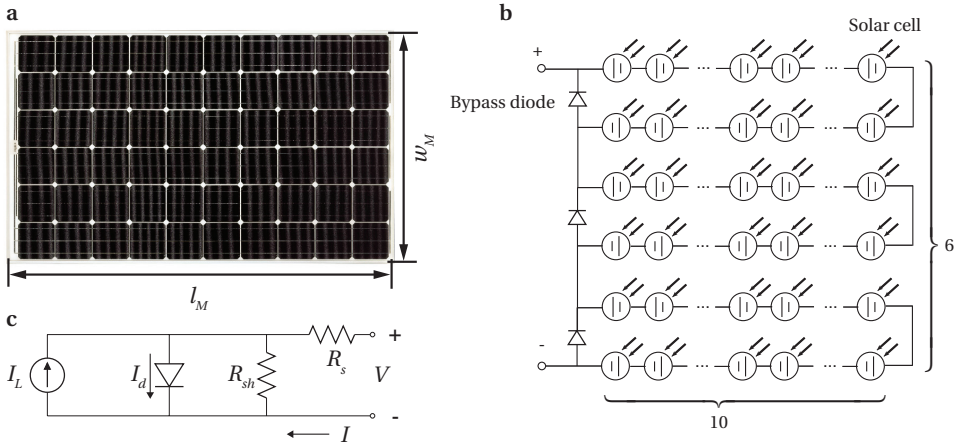 a
w_M
l_M
b
Solar cell
+
Bypass diode
... ...
... ...
... ...
... ...
... ...
... ...
6
-
10
c
I_L
I_d
R_sh
R_s
+
V
-
I